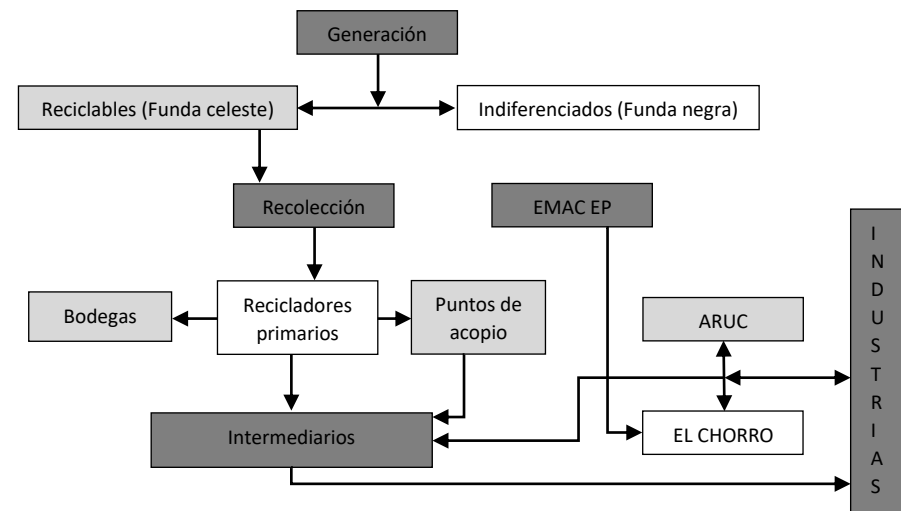 Generación
Reciclables (Funda celeste)
Indiferenciados (Funda negra)
Recolección
EMAC EP
Bodegas
Recicladores
primarios
Puntos de
acopio
ARUC
Intermediarios
EL CHORRO
I
N
D
U
S
T
R
I
A
S